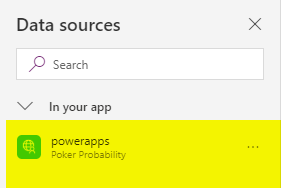 Data sources
Search
In your app
powerapps
Poker Probability